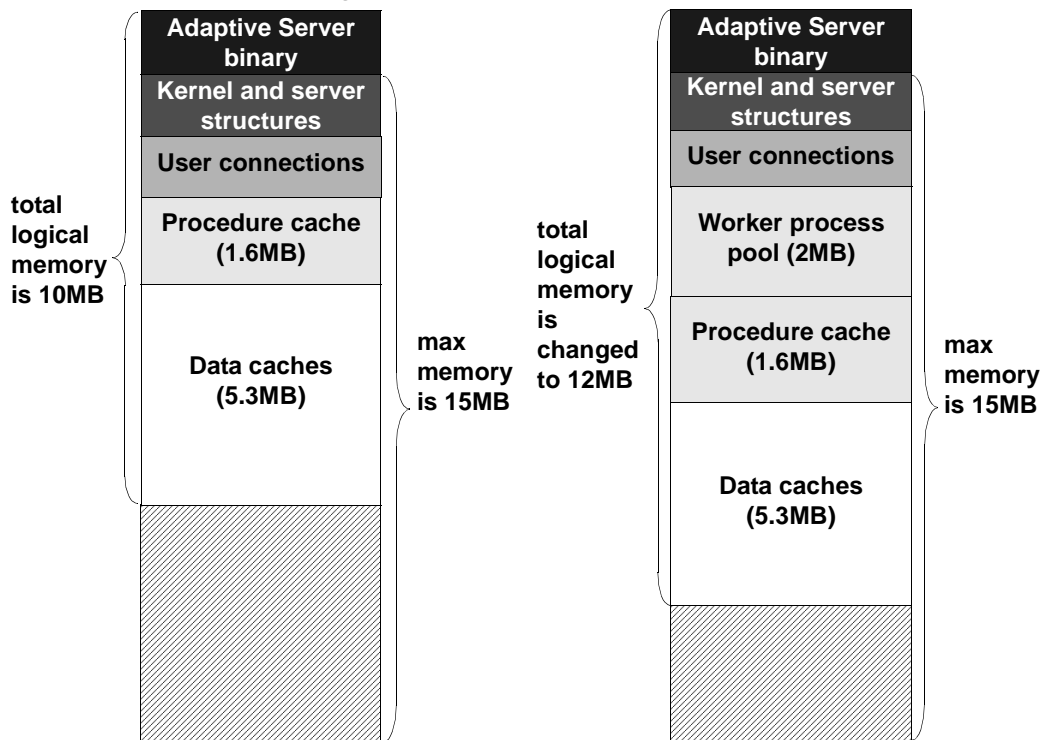 Adaptive Server
binary
Kernel and server
structures
User connections
Procedure cache
(1.6MB)
Data caches
(5.3MB)
total
logical
memory
is 10MB
max
memory
is 15MB
Adaptive Server
binary
Kernel and server
structures
User connections
Worker process
pool (2MB)
Procedure cache
(1.6MB)
Data caches
(5.3MB)
total
logical
memory
is
changed
to 12MB
max
memory
is 15MB